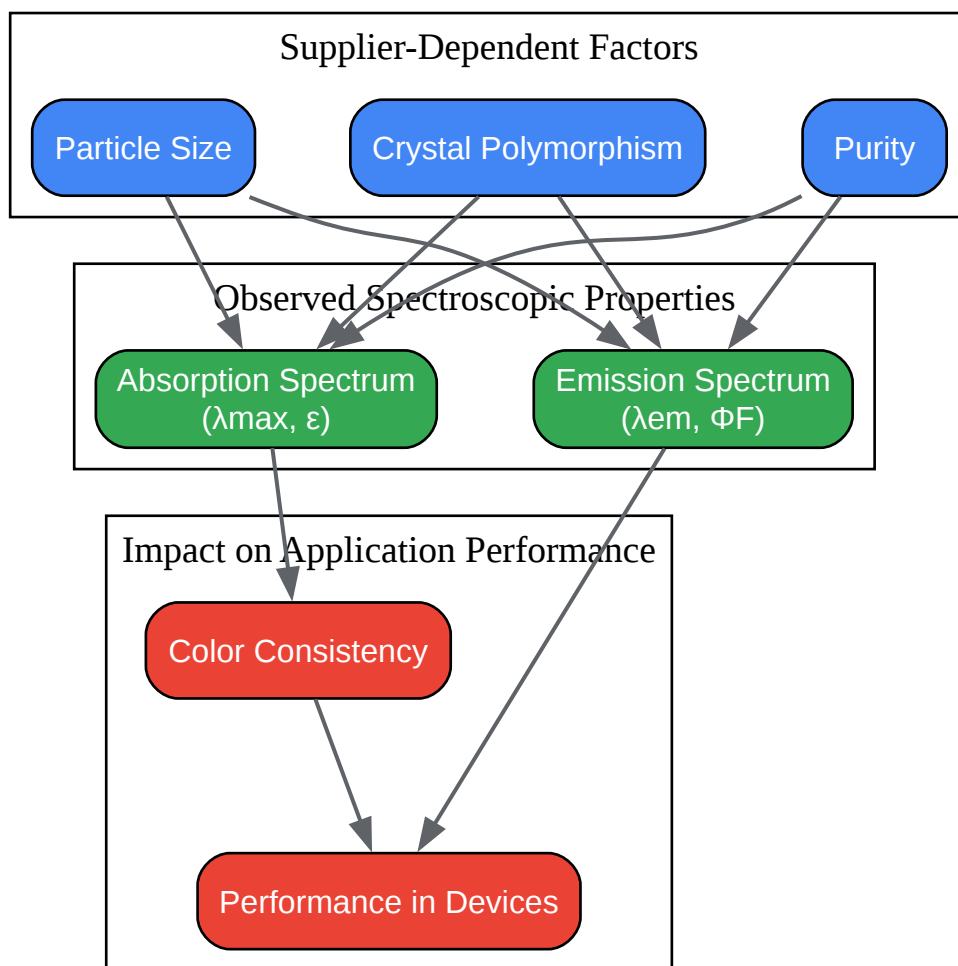 Supplier-Dependent Factors
Particle Size
Crystal Polymorphism
Purity
Observed Spectroscopic Properties
Absorption Spectrum
(λmax, ε)
Emission Spectrum
(λem, ΦF)
Impact on Application Performance
Color Consistency
Performance in Devices